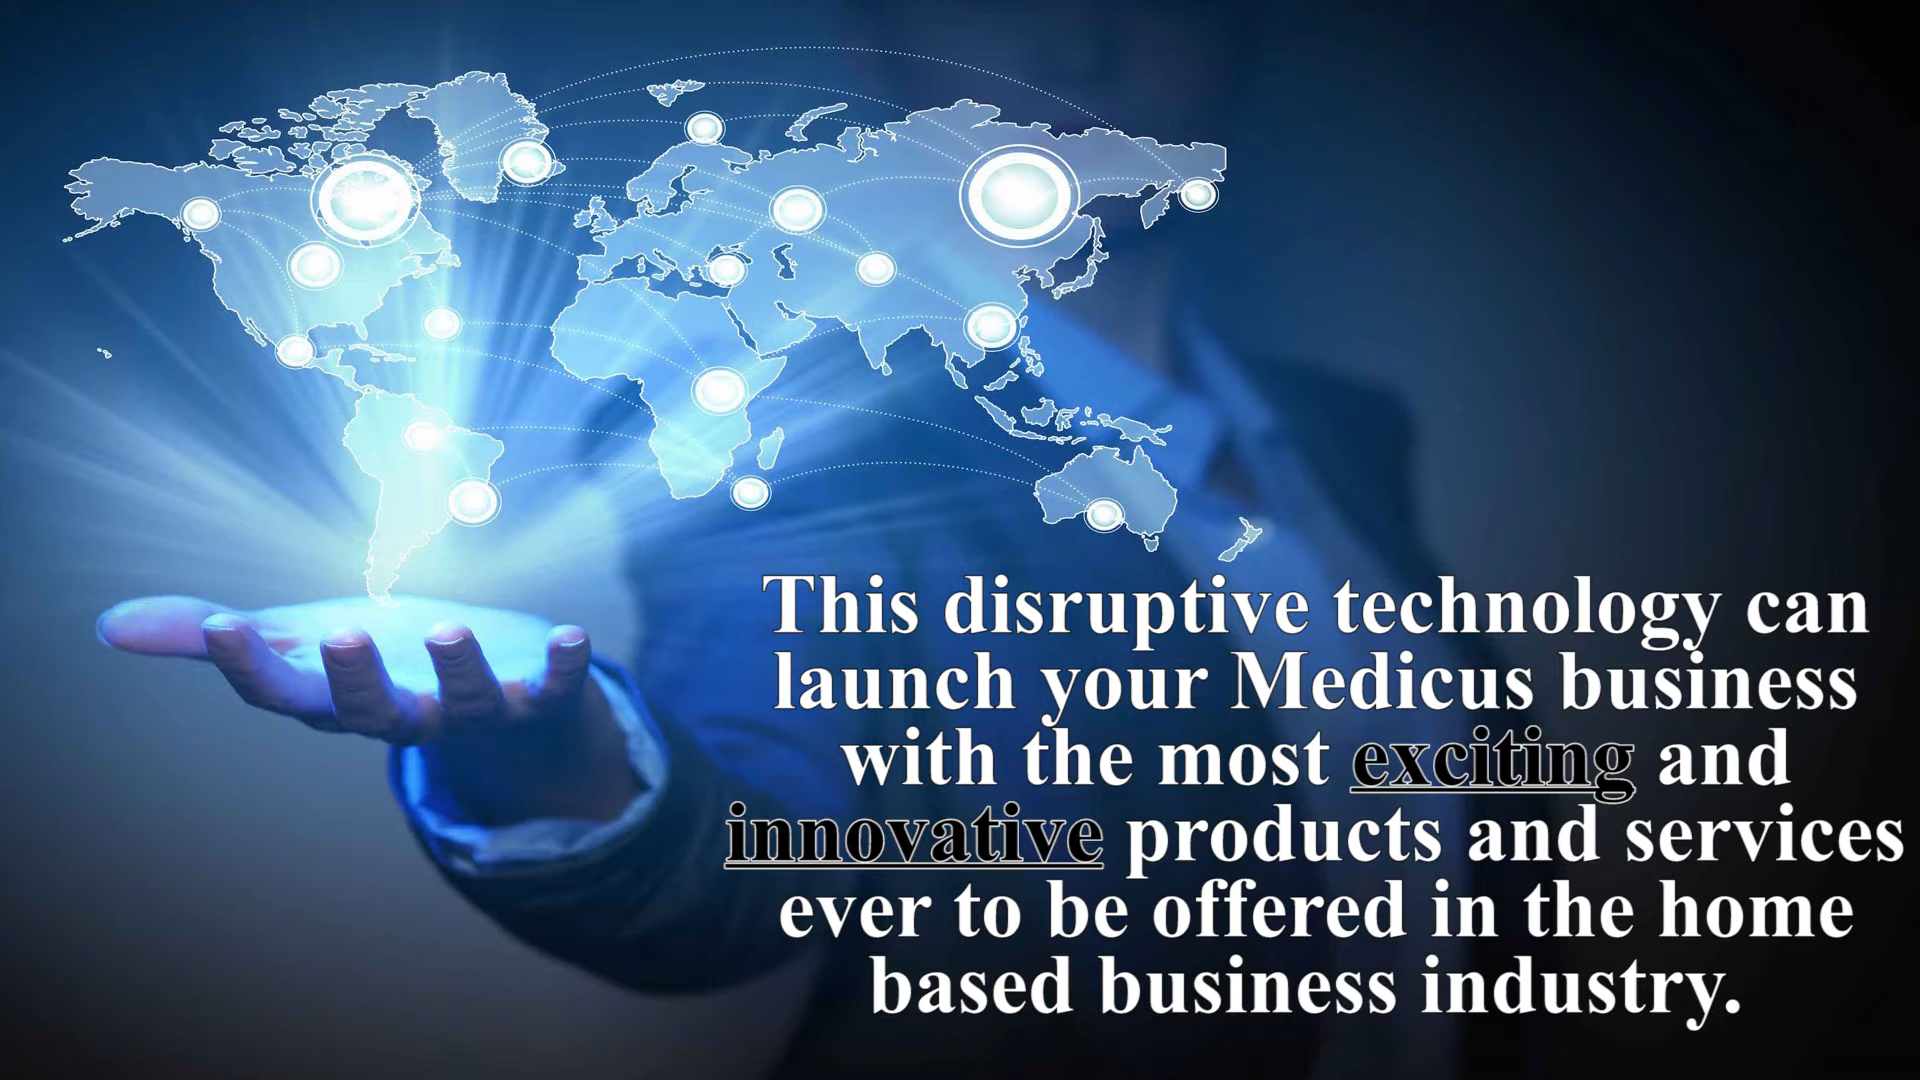 This disruptive technology can
launch your Medicus business
with the most exciting and
innovative products and services
ever to be offered in the home
based business industry.